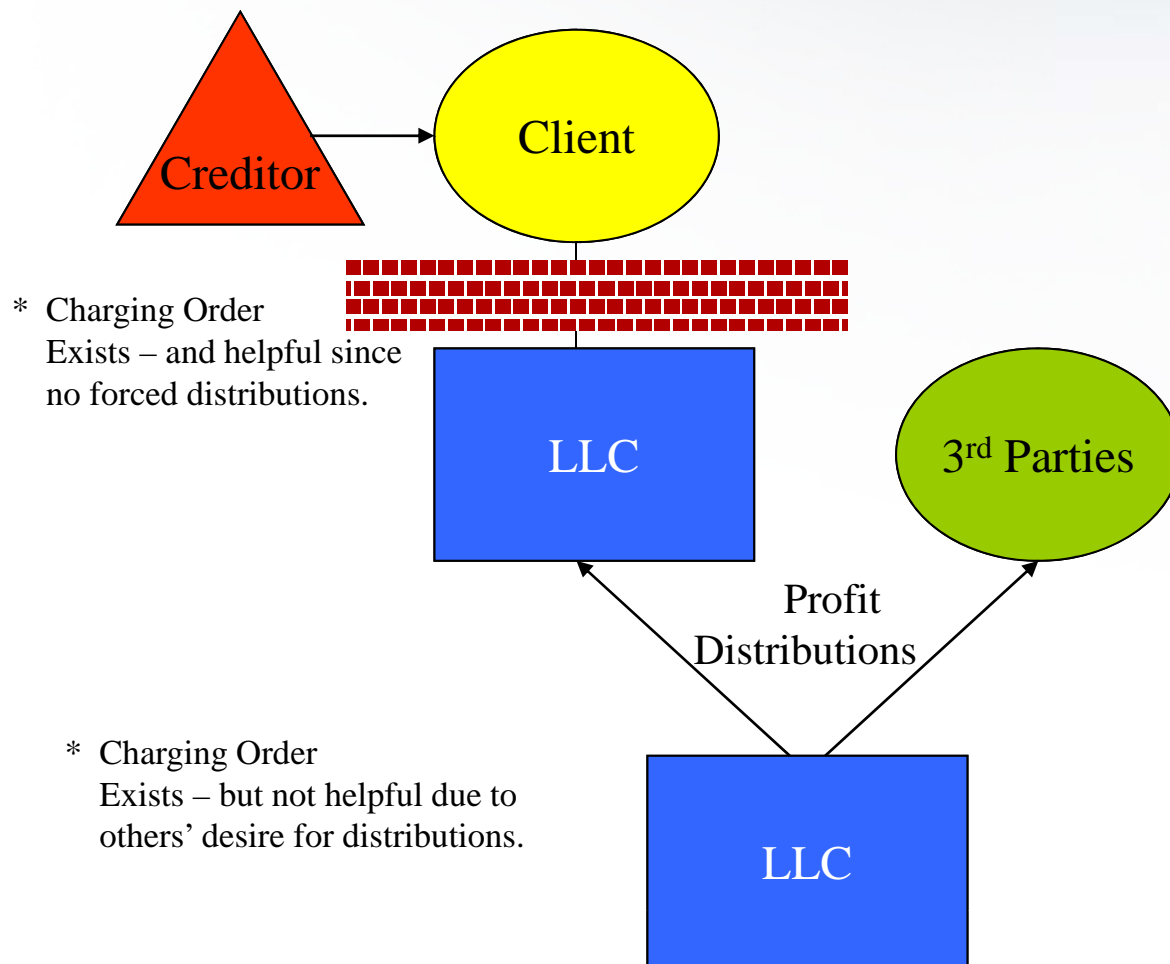 Creditor
Client
* Charging Order
Exists – and helpful since
no forced distributions.
LLC
3rd Parties
Profit
Distributions
* Charging Order
Exists – but not helpful due to
others’ desire for distributions.
LLC